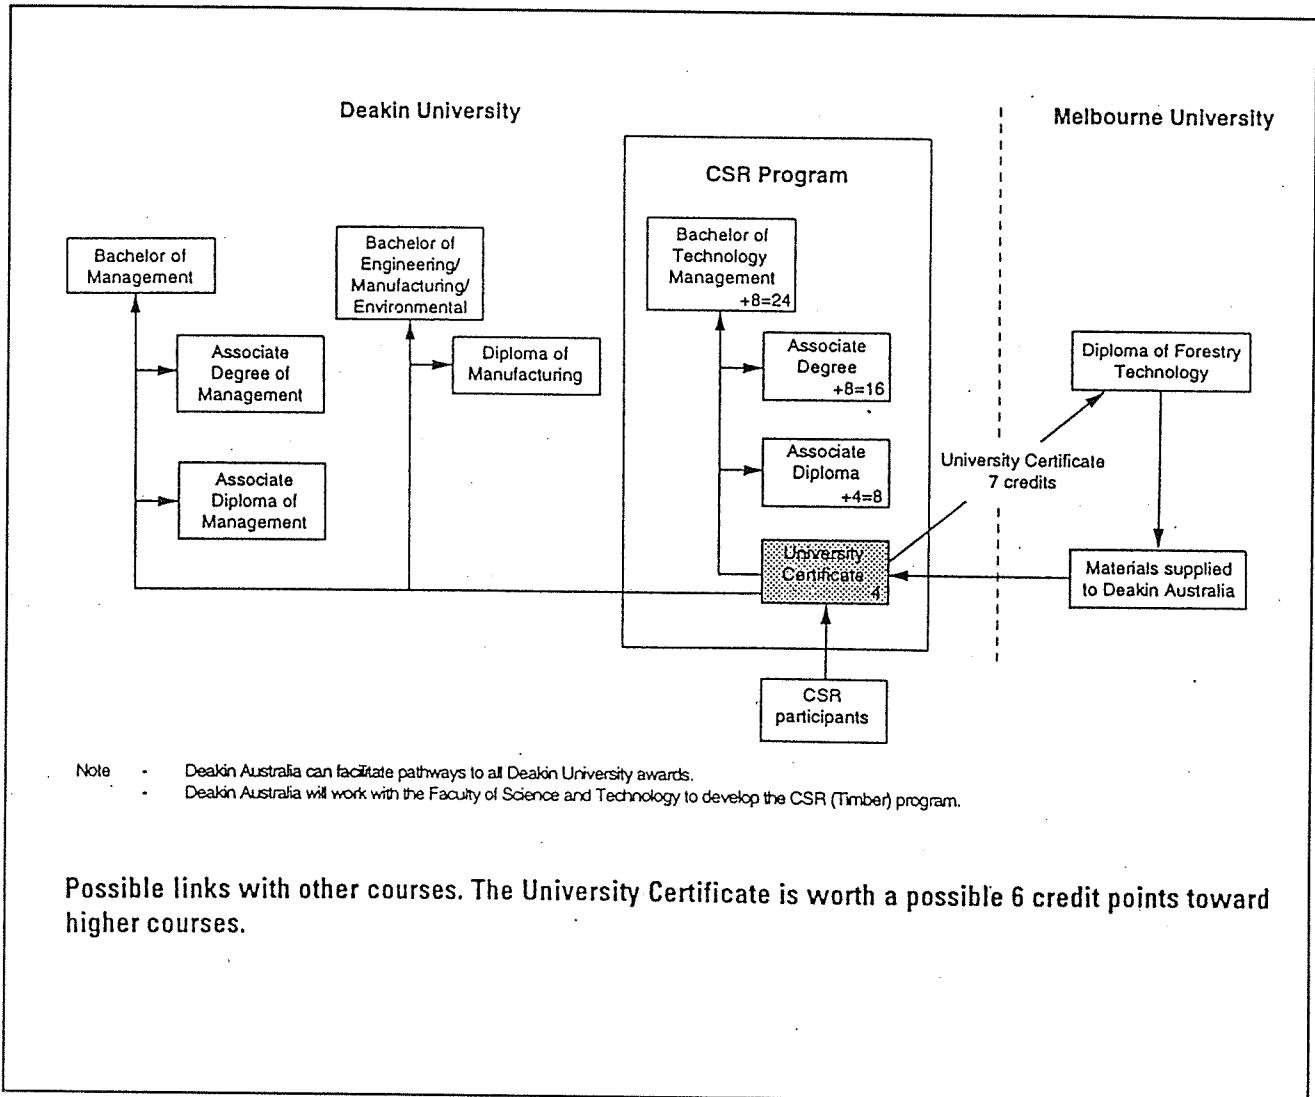 Deakin University
Melbourne University
CSR Program
Bachelor of
Management
Associate
Degree of
Management
Associate
Diploma of
Management
Bachelor of
Engineering/
Manufacturing/
Environmental
Diploma of
Manufacturing
Bachelor of
Technology
Management
+8=24
Associate
Degree
+8=16
Associate
Diploma
+4=8
University
Certificate
4
CSR
participants
University Certificate
7 credits
Diploma of Forestry
Technology
Materials supplied
to Deakin Australia
Note - Deakin Australia can facilitate pathways to all Deakin University awards.
- Deakin Australia will work with the Faculty of Science and Technology to develop the CSR (Timber) program.
Possible links with other courses. The University Certificate is worth a possible 6 credit points toward
higher courses.